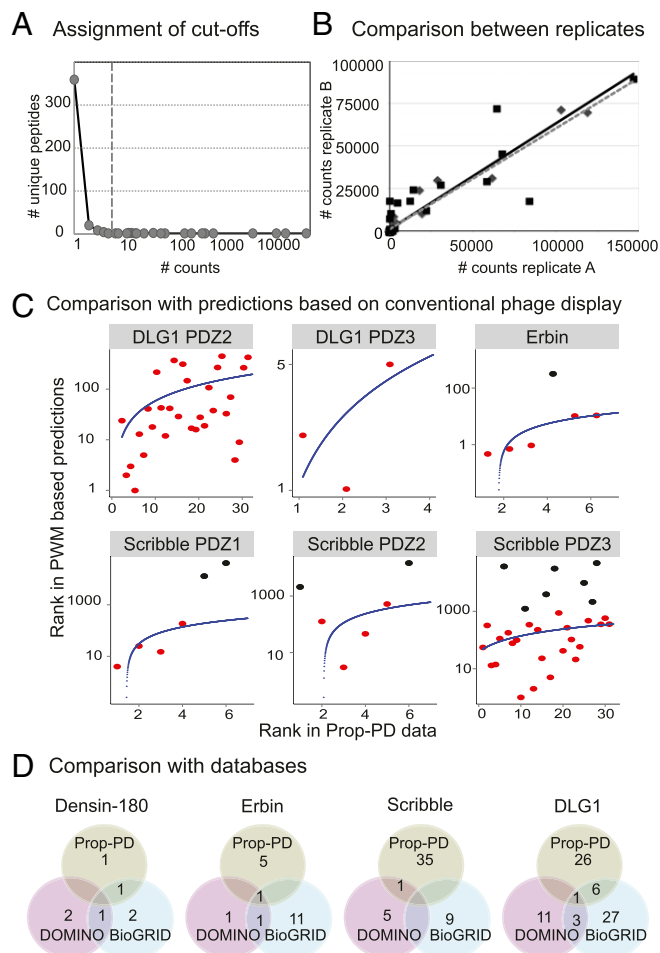 A Assignment of cut-offs
# unique peptides
300
200
100
0
1 10 100 1000 10000
# counts
B Comparison between replicates
# counts replicate B
100000
75000
50000
25000
0
0 50000 100000 150000
# counts replicate A
C Comparison with predictions based on conventional phage display
Rank in PWM based predictions
DLG1 PDZ2
100
10
1
0 10 20 30
DLG1 PDZ3
5
1
1 2 3 4
Erbin
100
1
2 4 6
Scribble PDZ1
1000
10
2 4 6
Scribble PDZ2
1000
10
0 2 4 6
Scribble PDZ3
1000
10
0 10 20 30
Rank in Prop-PD data
D Comparison with databases
Densin-180
Prop-PD
1
1
2 1 2
DOMINO BioGRID
Erbin
Prop-PD
5
1
1 1 11
DOMINO BioGRID
Scribble
Prop-PD
35
1
5 9
DOMINO BioGRID
DLG1
Prop-PD
26
1 6
11 3 27
DOMINO BioGRID